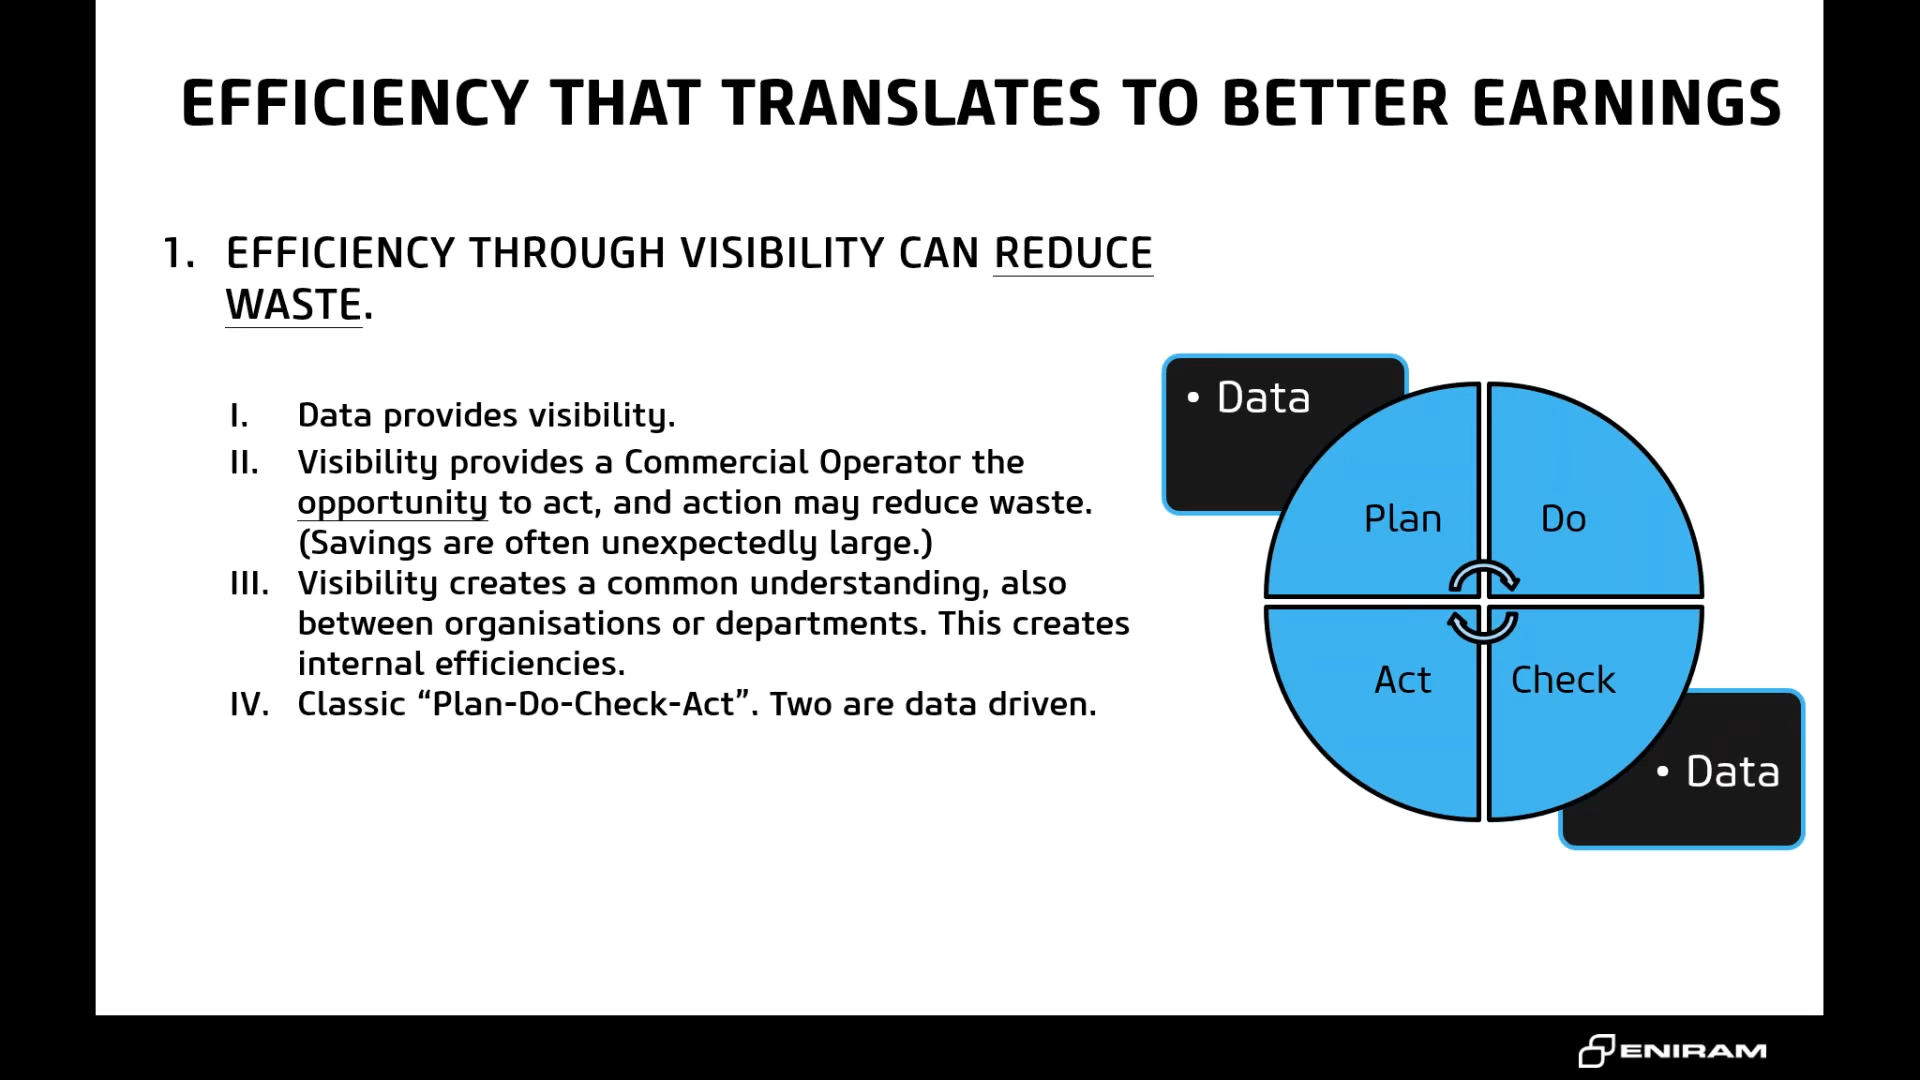 EFFICIENCY THAT TRANSLATES TO BETTER EARNINGS
1. EFFICIENCY THROUGH VISIBILITY CAN REDUCE
WASTE.
I. Data provides visibility.
II. Visibility provides a Commercial Operator the
opportunity to act, and action may reduce waste.
(Savings are often unexpectedly large.)
III. Visibility creates a common understanding, also
between organisations or departments. This creates
internal efficiencies.
IV. Classic “Plan-Do-Check-Act”. Two are data driven.
• Data
Plan
Do
Act
Check
• Data
ENIRAM